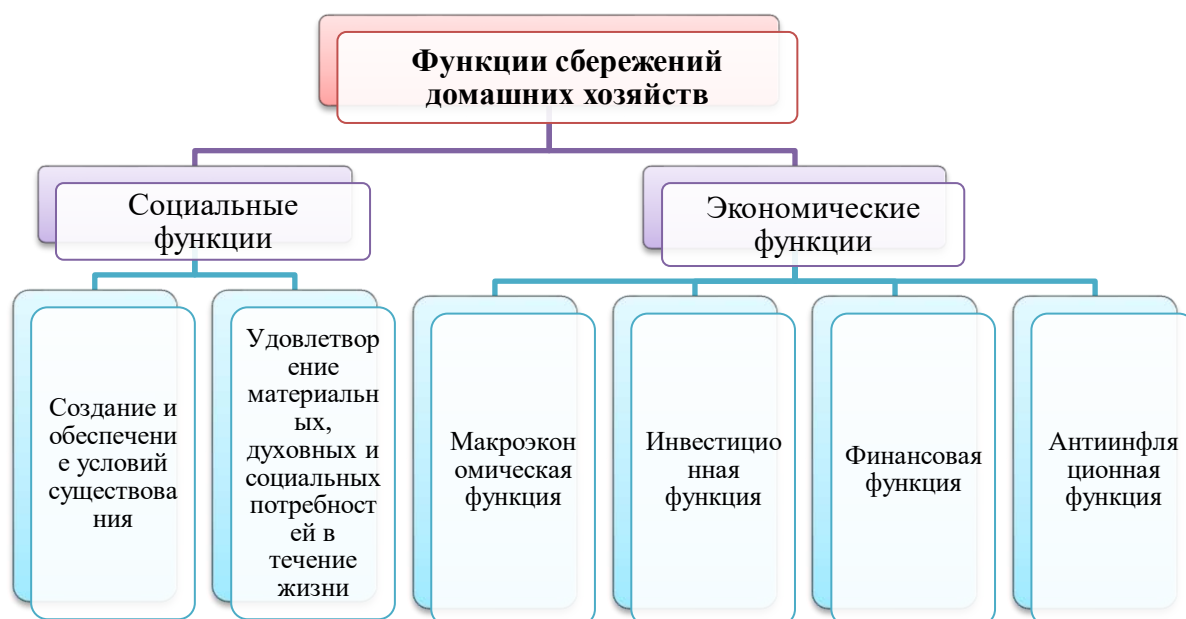 Функции сбережений
домашних хозяйств
Социальные
функции
Экономические
функции
Создание и
обеспечени
е условий
существова
ния
Удовлетвор
ение
материальн
ых,
духовных и
социальных
потребност
ей в
течение
жизни
Макроэкон
омическая
функция
Инвестицио
нная
функция
Финансовая
функция
Антиинфля
ционная
функция